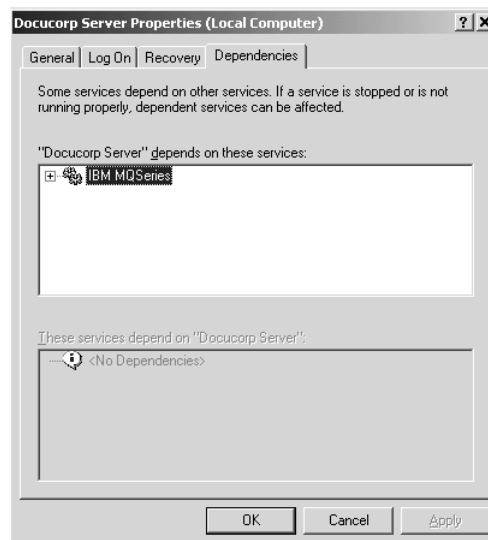 Docucorp Server Properties (Local Computer)
General
Log On
Recovery
Dependencies
Some services depend on other services. If a service is stopped or is not
running properly, dependent services can be affected.
"Docucorp Server" depends on these services:
IBM MQSeries
These services depend on "Docucorp Server":
<No Dependencies>
OK
Cancel
Apply